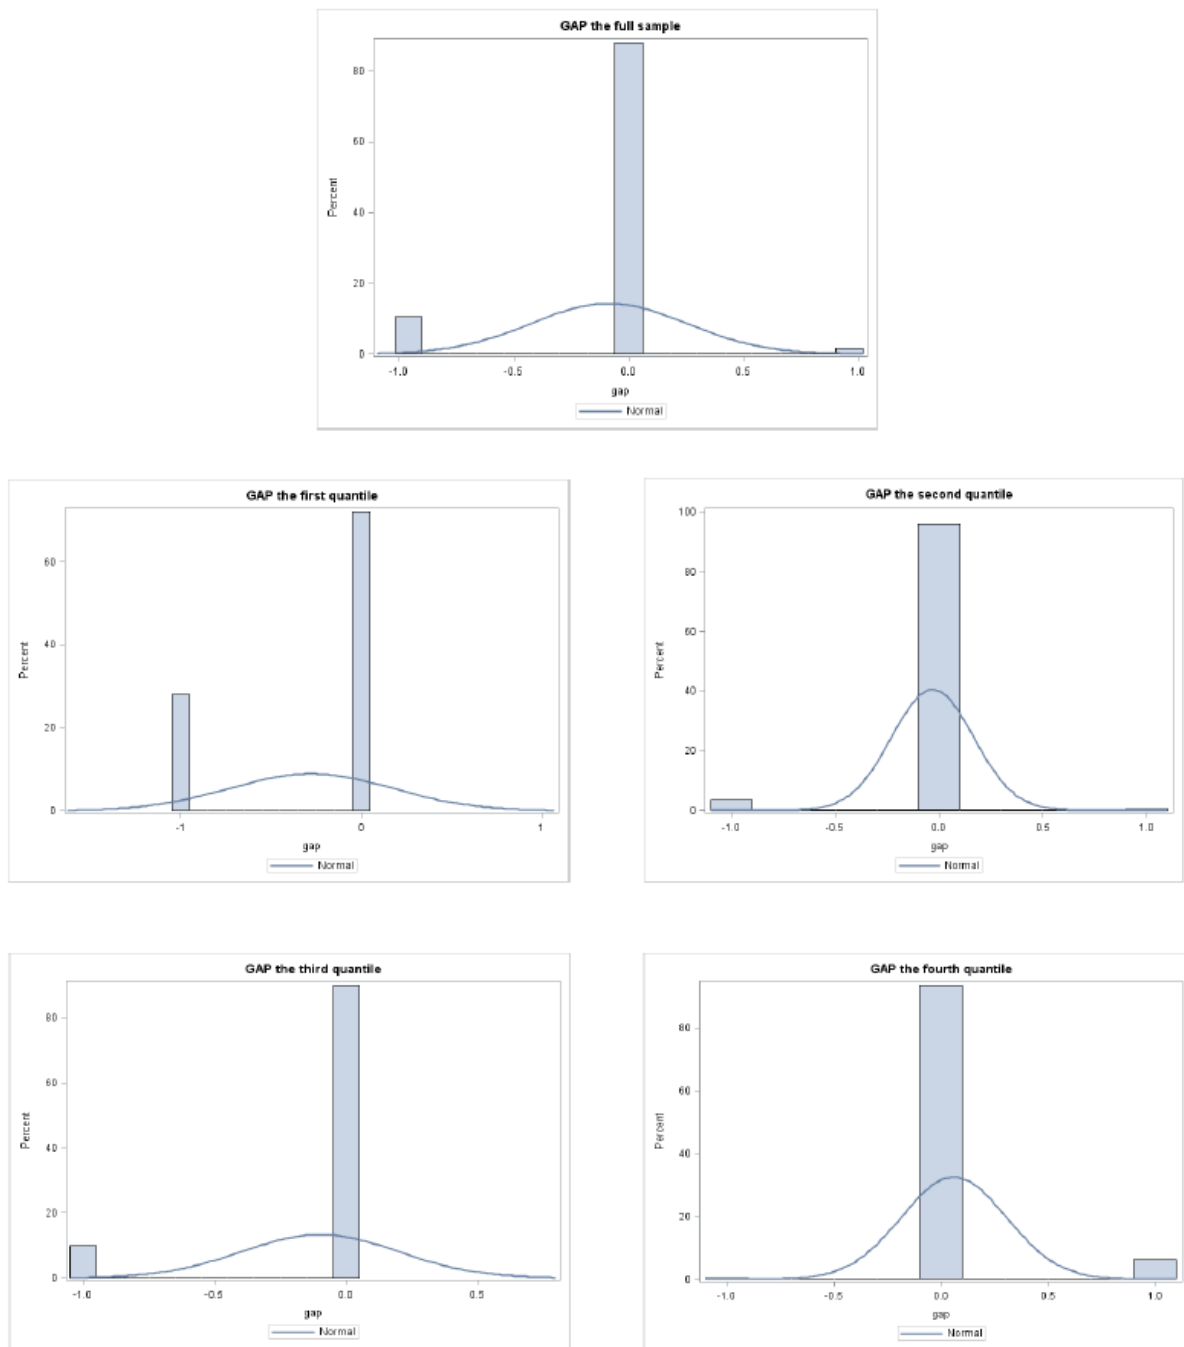 GAP the full sample
80
60
40
20
0
Percent
-1.0 -0.5 0.0 0.5 1.0
gap
Normal
GAP the first quantile
60
40
20
0
Percent
-1 0 1
gap
Normal
GAP the second quantile
100
80
60
40
20
0
Percent
-1.0 -0.5 0.0 0.5 1.0
gap
Normal
GAP the third quantile
80
60
40
20
0
Percent
-1.0 -0.5 0.0 0.5
gap
Normal
GAP the fourth quantile
80
60
40
20
0
Percent
-1.0 -0.5 0.0 0.5 1.0
gap
Normal